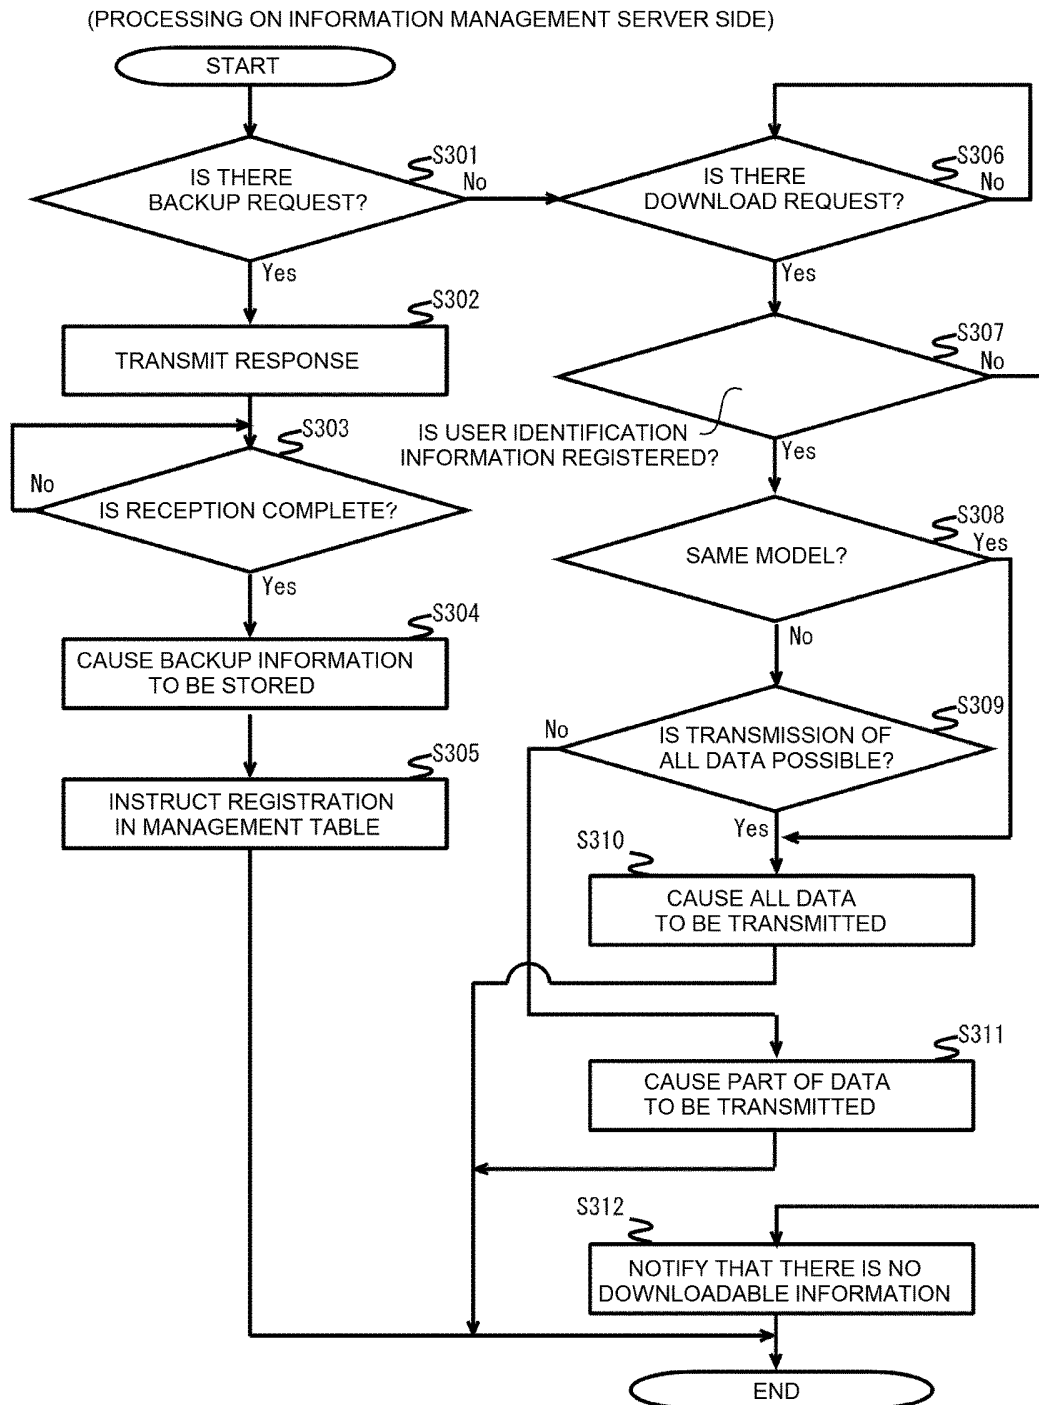 (PROCESSING ON INFORMATION MANAGEMENT SERVER SIDE)
START
S301
IS THERE
BACKUP REQUEST?
No
Yes
S302
TRANSMIT RESPONSE
S303
No
IS RECEPTION COMPLETE?
Yes
S304
CAUSE BACKUP INFORMATION
TO BE STORED
S305
INSTRUCT REGISTRATION
IN MANAGEMENT TABLE
S306
IS THERE
DOWNLOAD REQUEST?
No
Yes
S307
No
IS USER IDENTIFICATION
INFORMATION REGISTERED?
Yes
S308
SAME MODEL?
Yes
No
S309
No
IS TRANSMISSION OF
ALL DATA POSSIBLE?
Yes
S310
CAUSE ALL DATA
TO BE TRANSMITTED
S311
CAUSE PART OF DATA
TO BE TRANSMITTED
S312
NOTIFY THAT THERE IS NO
DOWNLOADABLE INFORMATION
END